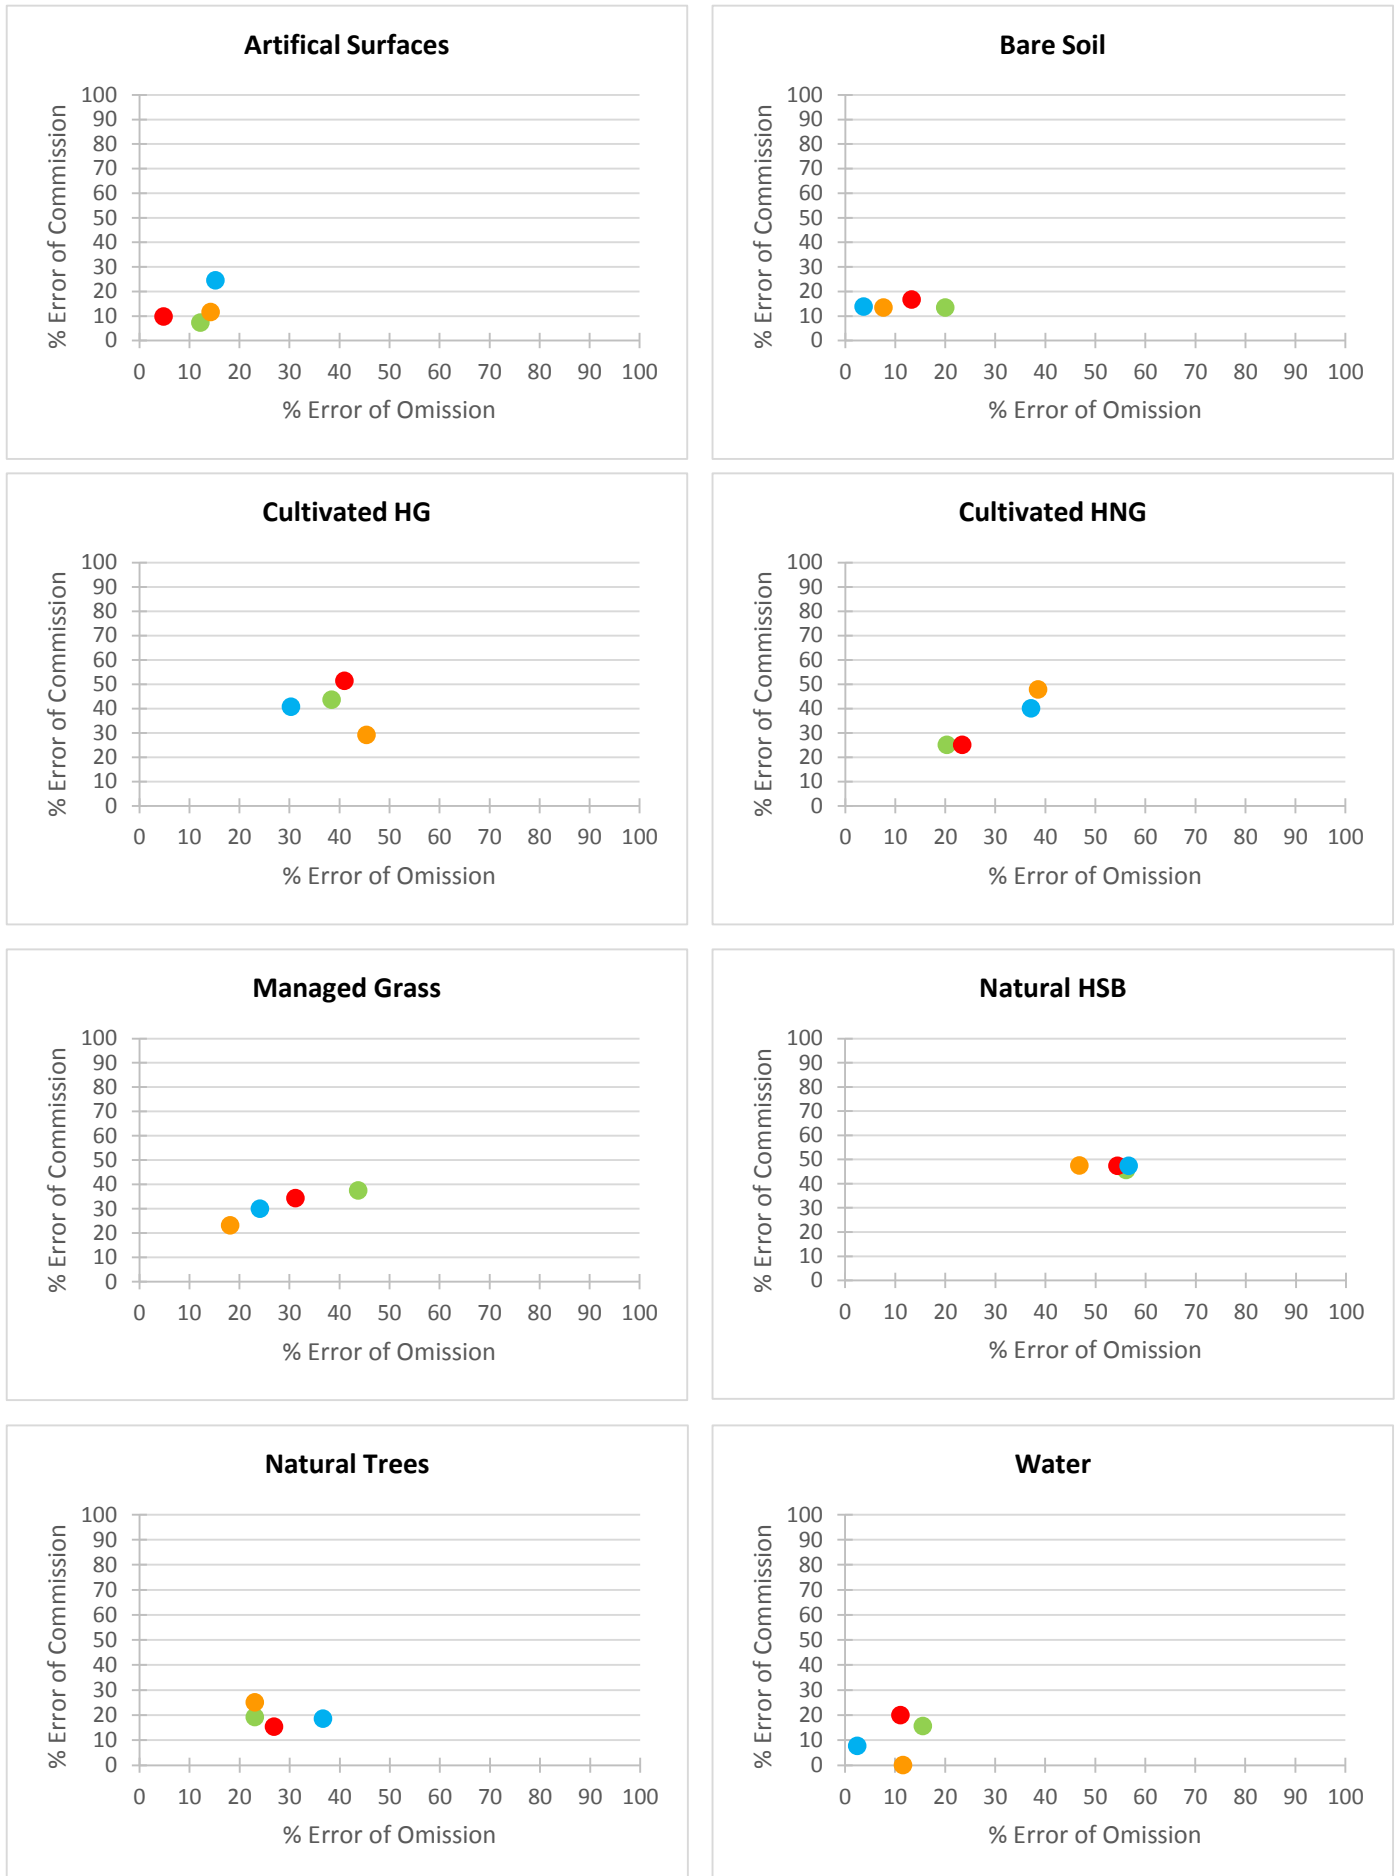 Artifical Surfaces
% Error of Commission
100
90
80
70
60
50
40
30
20
10
0
0 10 20 30 40 50 60 70 80 90 100
% Error of Omission
Bare Soil
% Error of Commission
100
90
80
70
60
50
40
30
20
10
0
0 10 20 30 40 50 60 70 80 90 100
% Error of Omission
Cultivated HG
% Error of Commission
100
90
80
70
60
50
40
30
20
10
0
0 10 20 30 40 50 60 70 80 90 100
% Error of Omission
Cultivated HNG
% Error of Commission
100
90
80
70
60
50
40
30
20
10
0
0 10 20 30 40 50 60 70 80 90 100
% Error of Omission
Managed Grass
% Error of Commission
100
90
80
70
60
50
40
30
20
10
0
0 10 20 30 40 50 60 70 80 90 100
% Error of Omission
Natural HSB
% Error of Commission
100
90
80
70
60
50
40
30
20
10
0
0 10 20 30 40 50 60 70 80 90 100
% Error of Omission
Natural Trees
% Error of Commission
100
90
80
70
60
50
40
30
20
10
0
0 10 20 30 40 50 60 70 80 90 100
% Error of Omission
Water
% Error of Commission
100
90
80
70
60
50
40
30
20
10
0
0 10 20 30 40 50 60 70 80 90 100
% Error of Omission